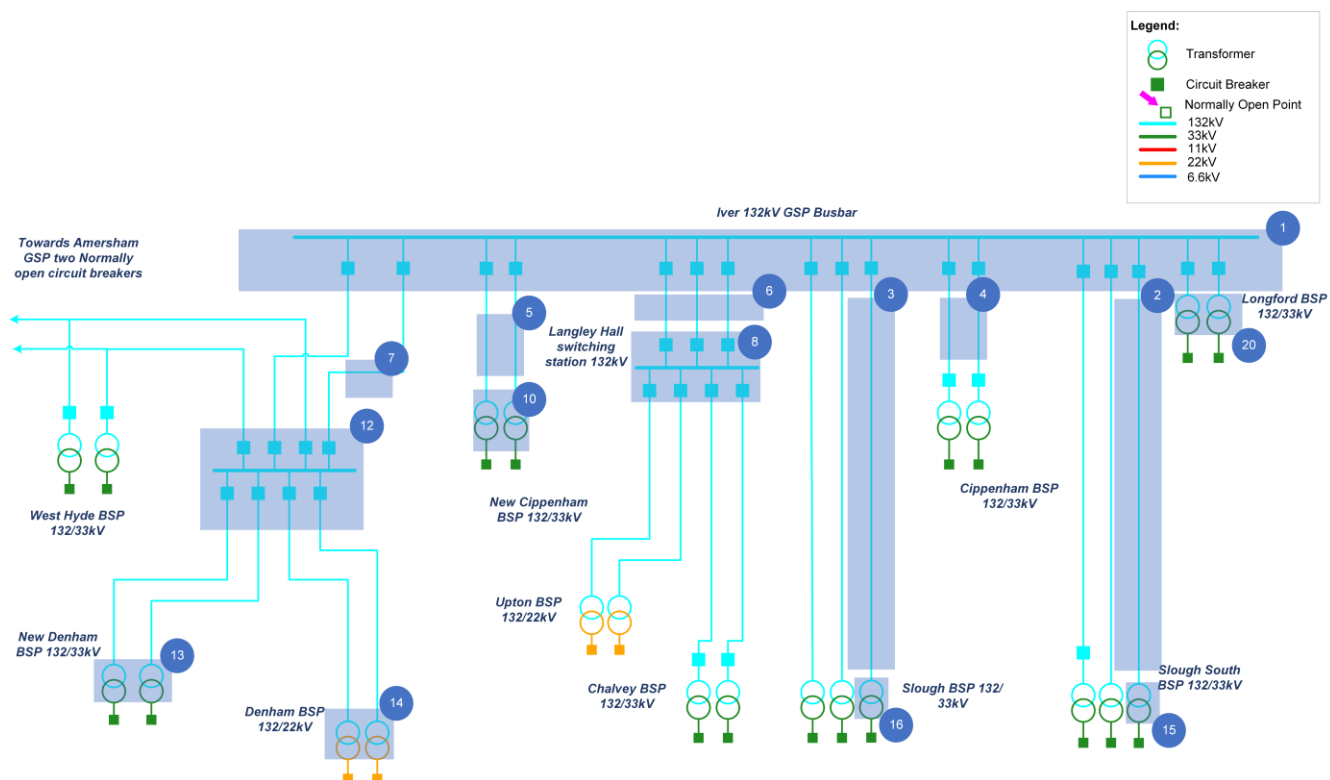 Legend:
Transformer
Circuit Breaker
Normally Open Point
132kV
33kV
11kV
22kV
6.6kV
Iver 132kV GSP Busbar
1
Towards Amersham
GSP two Normally
open circuit breakers
6
3
4
2
Longford BSP
132/33kV
5
Langley Hall
switching
station 132kV
8
20
7
10
12
New Cippenham
BSP 132/33kV
Cippenham BSP
132/33kV
West Hyde BSP
132/33kV
Upton BSP
132/22kV
New Denham
BSP 132/33kV
13
Chalvey BSP
132/33kV
Slough BSP 132/
33kV
Slough South
BSP 132/33kV
14
Denham BSP
132/22kV
16
15